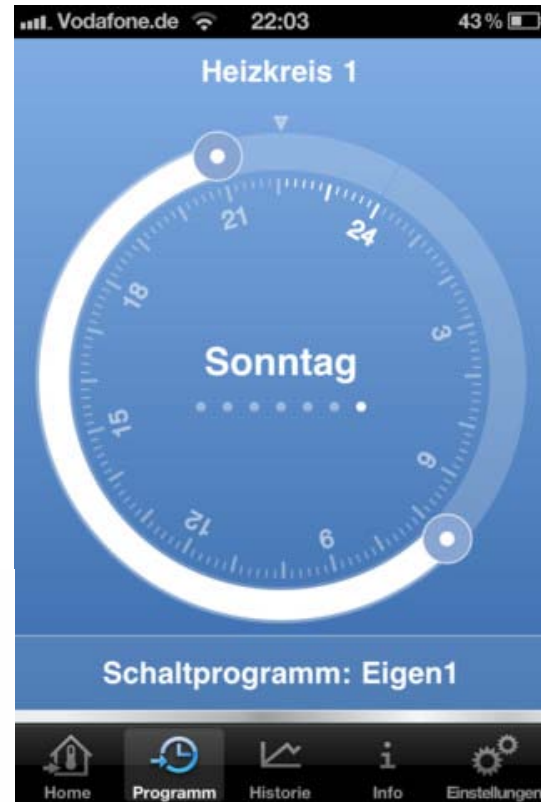 Vodafone.de 22:03 43 %
Heizkreis 1
21 24
18 3
15 6
12 9
Sonntag
Schaltprogramm: Eigen1
Home Programm Historie Info Einstellungen